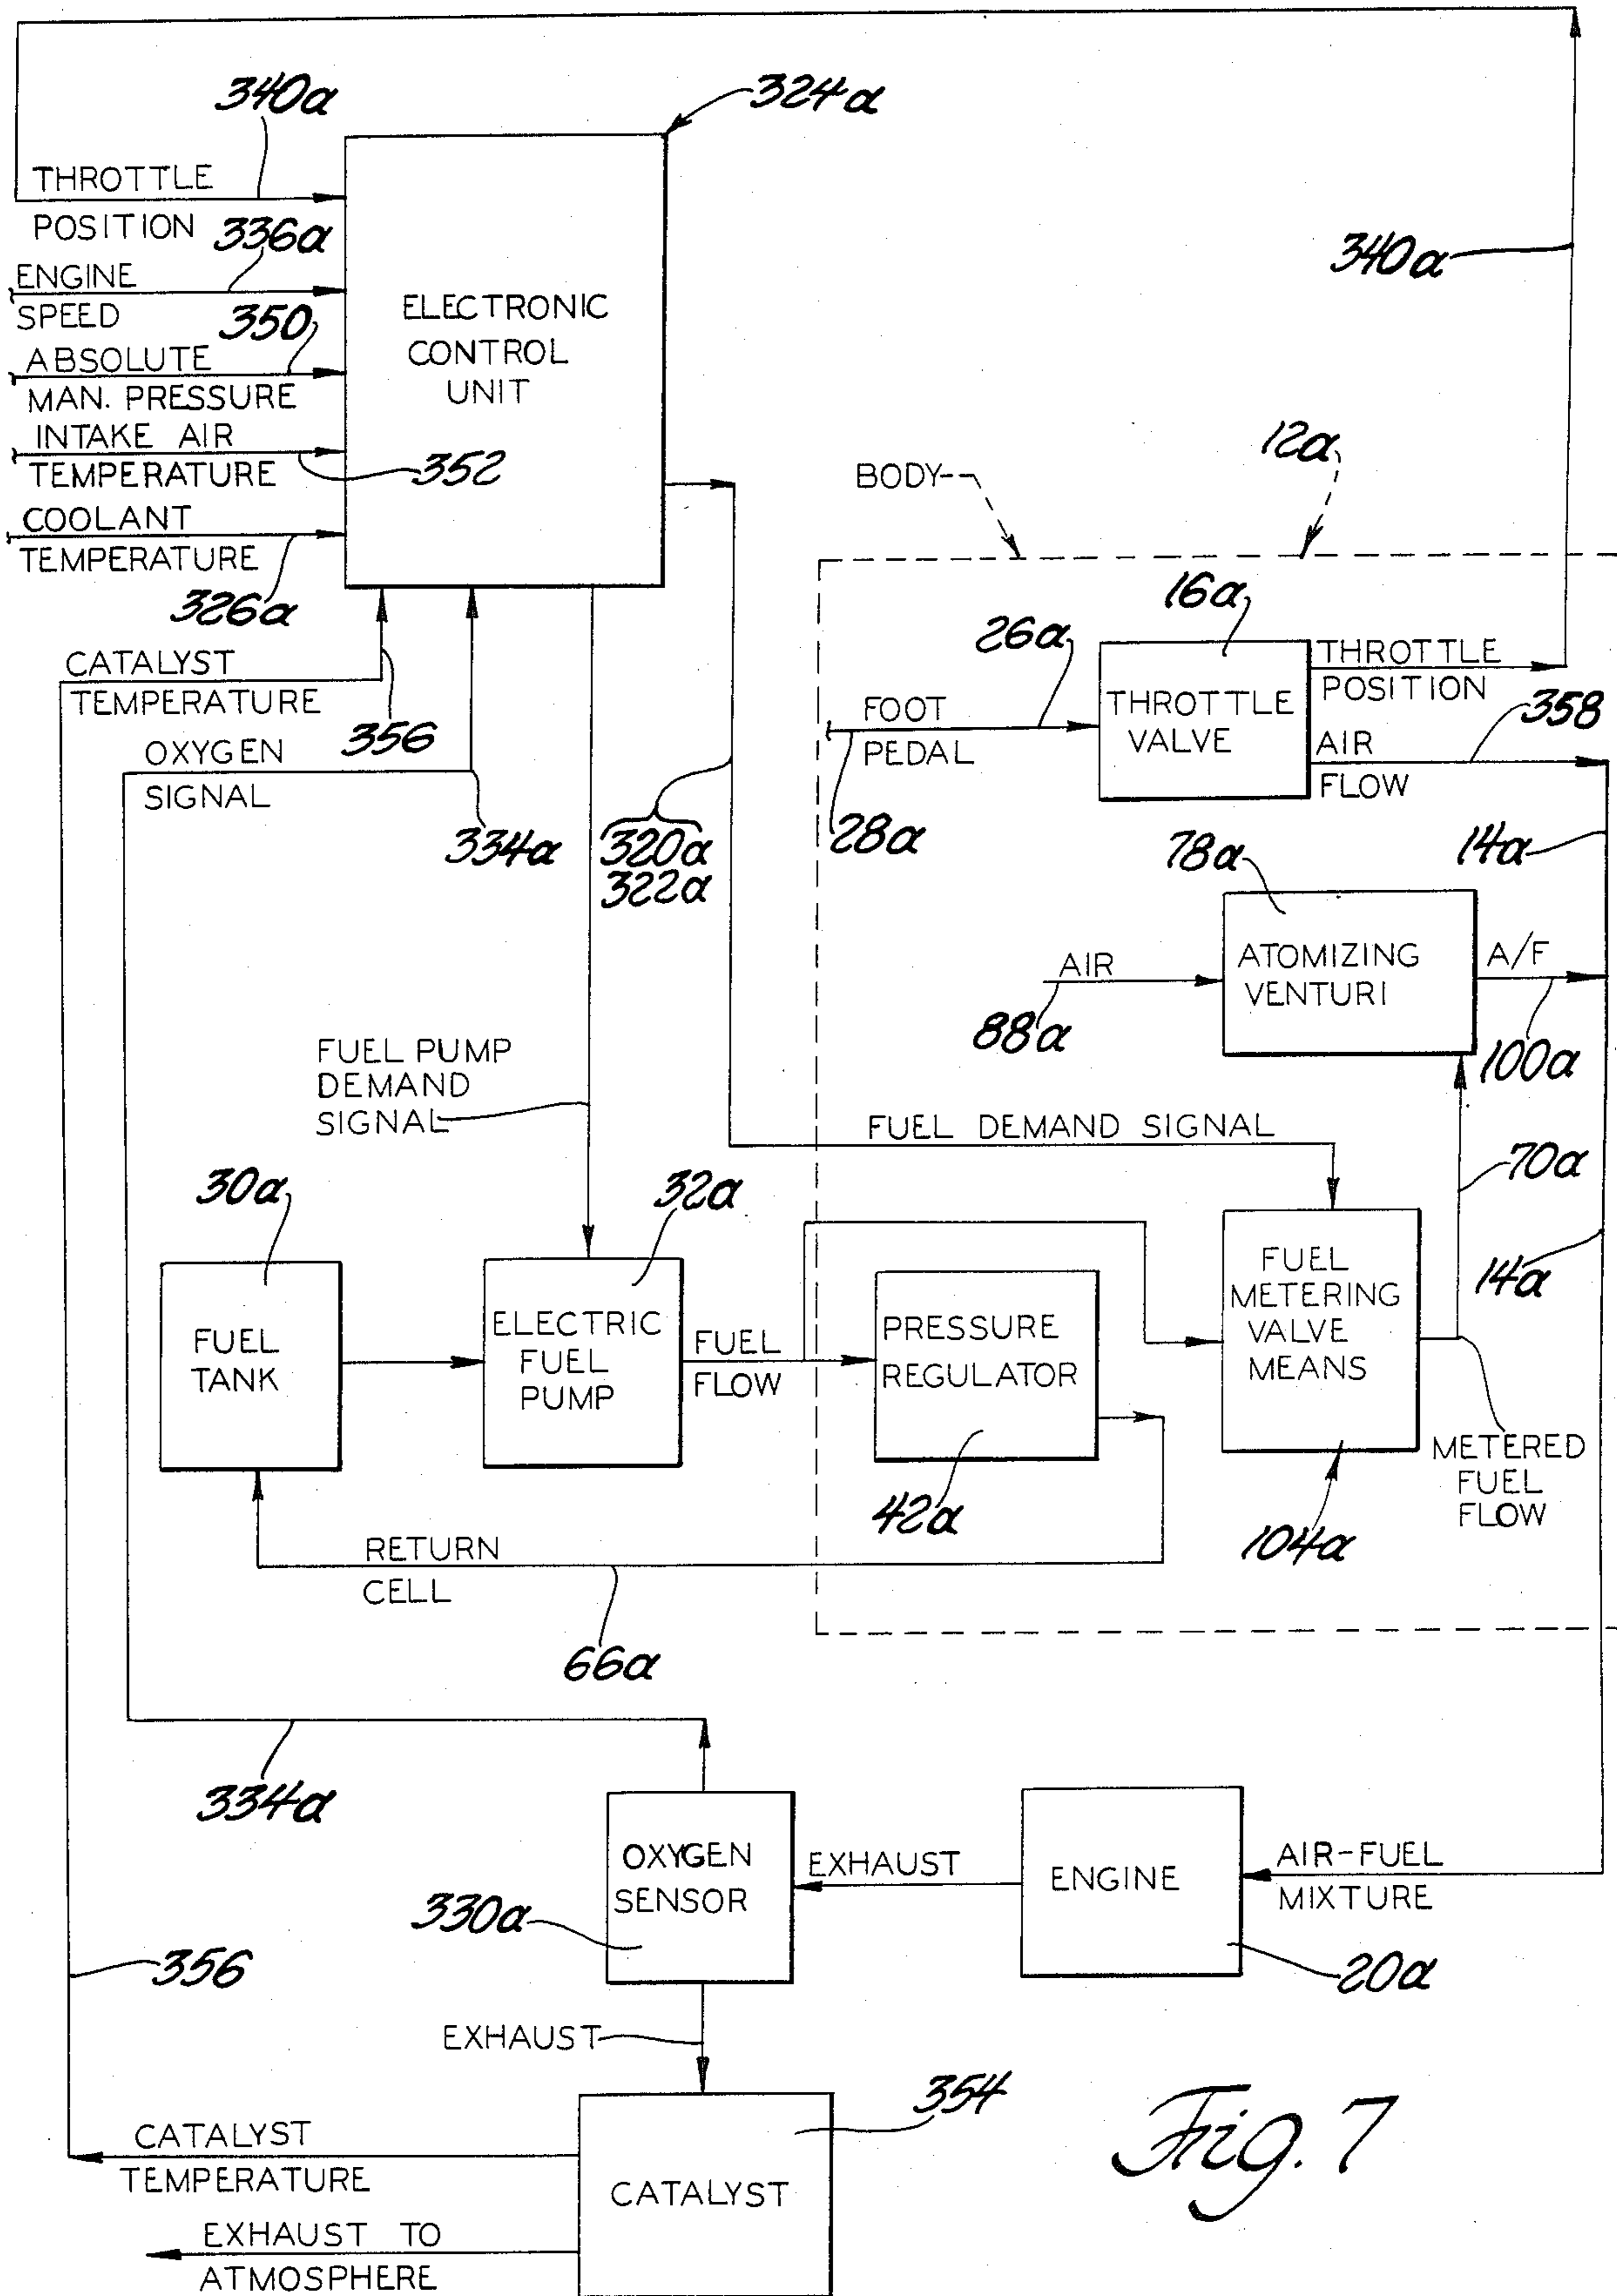 340a
324a
THROTTLE
POSITION
336a
ENGINE
SPEED
350
ABSOLUTE
MAN. PRESSURE
INTAKE AIR
TEMPERATURE
352
COOLANT
TEMPERATURE
326a
ELECTRONIC
CONTROL
UNIT
340a
BODY
12a
CATALYST
TEMPERATURE
356
OXYGEN
SIGNAL
334a
320a
322a
FOOT
PEDAL
26a
28a
16a
THROTTLE
VALVE
THROTTLE
POSITION
358
AIR
FLOW
14a
78a
AIR
88a
ATOMIZING
VENTURI
A/F
100a
FUEL PUMP
DEMAND
SIGNAL
FUEL DEMAND SIGNAL
70a
14a
30a
FUEL
TANK
32a
ELECTRIC
FUEL
PUMP
FUEL
FLOW
PRESSURE
REGULATOR
42a
FUEL
METERING
VALVE
MEANS
104a
METERED
FUEL
FLOW
RETURN
CELL
66a
334a
OXYGEN
SENSOR
330a
EXHAUST
ENGINE
20a
AIR-FUEL
MIXTURE
356
EXHAUST
354
CATALYST
CATALYST
TEMPERATURE
EXHAUST TO
ATMOSPHERE
Fig. 7